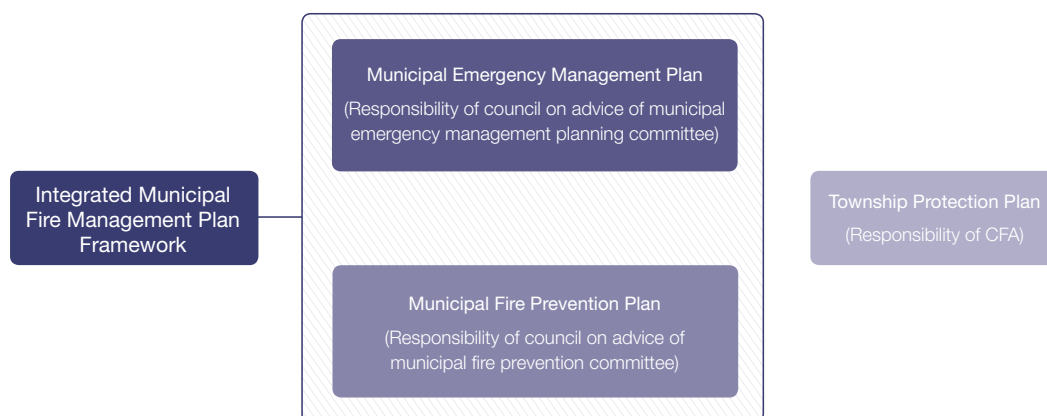 Integrated Municipal
Fire Management Plan
Framework
Municipal Emergency Management Plan
(Responsibility of council on advice of municipal
emergency management planning committee)
Municipal Fire Prevention Plan
(Responsibility of council on advice of
municipal fire prevention committee)
Township Protection Plan
(Responsibility of CFA)